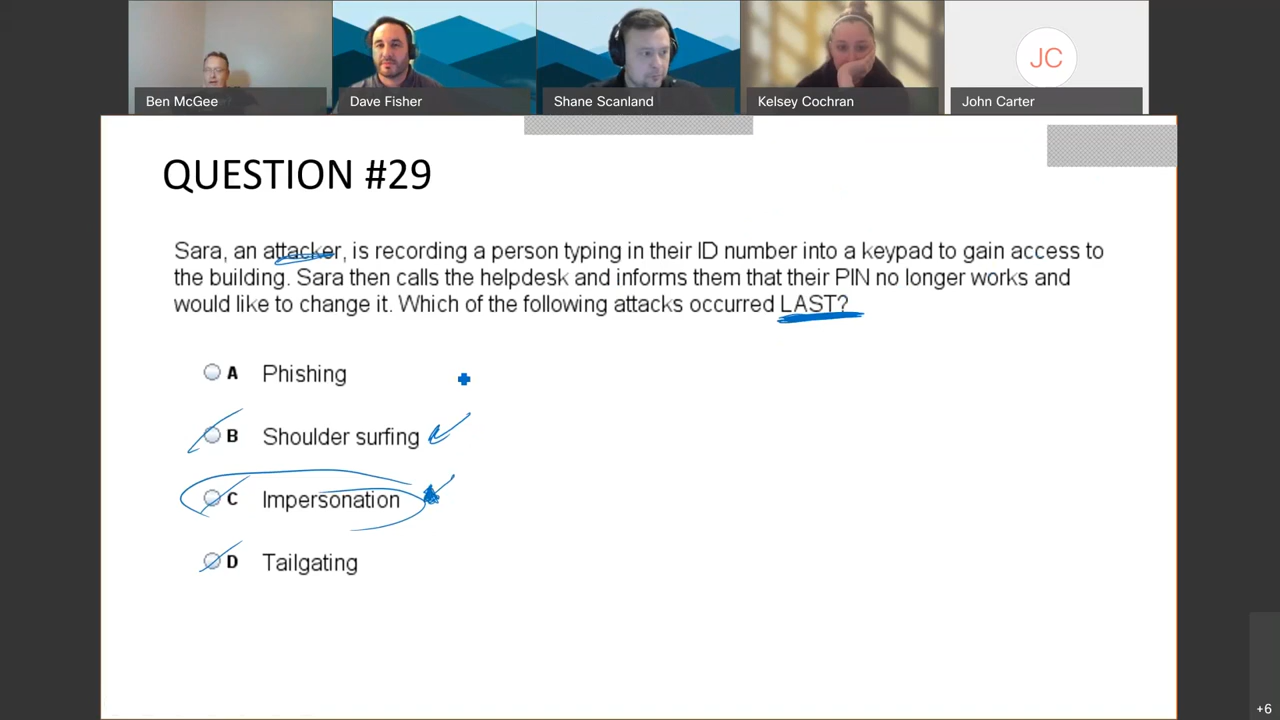 Ben McGee
Dave Fisher
Shane Scanland
Kelsey Cochran
JC
John Carter
QUESTION #29
Sara, an attacker, is recording a person typing in their ID number into a keypad to gain access to
the building. Sara then calls the helpdesk and informs them that their PIN no longer works and
would like to change it. Which of the following attacks occurred LAST?
A Phishing
B Shoulder surfing
C Impersonation
D Tailgating
+6